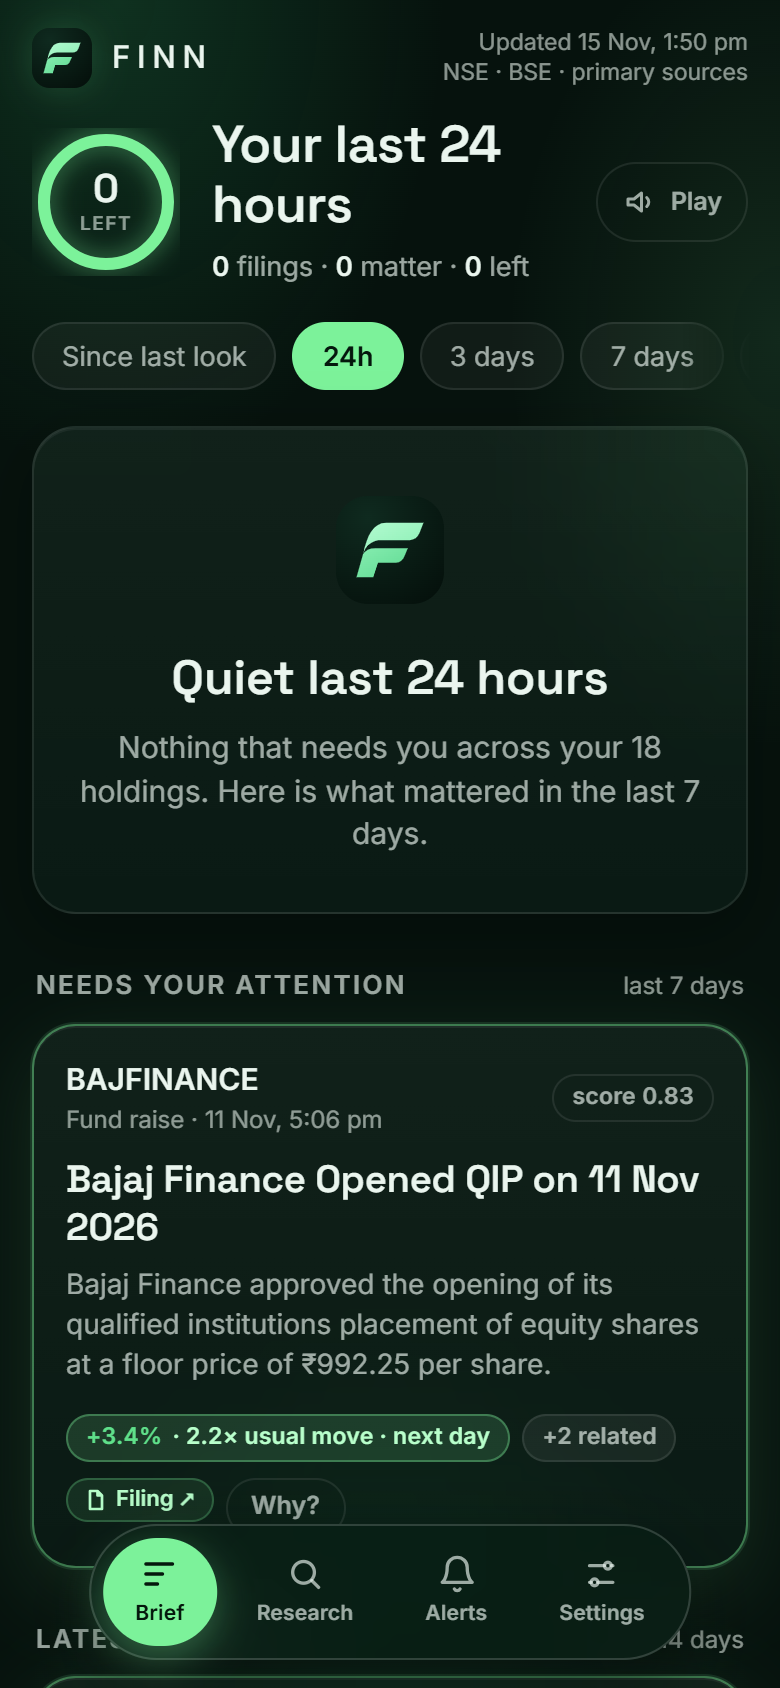 FINN
Updated 15 Nov, 1:50 pm
NSE · BSE · primary sources
0
LEFT
Your last 24
hours
0 filings · 0 matter · 0 left
Play
Since last look
24h
3 days
7 days
Quiet last 24 hours
Nothing that needs you across your 18
holdings. Here is what mattered in the last 7
days.
NEEDS YOUR ATTENTION
last 7 days
BAJFINANCE
Fund raise · 11 Nov, 5:06 pm
score 0.83
Bajaj Finance Opened QIP on 11 Nov
2026
Bajaj Finance approved the opening of its
qualified institutions placement of equity shares
at a floor price of ₹992.25 per share.
+3.4% · 2.2× usual move · next day
+2 related
Filing ↗
Why?
Brief
Research
Alerts
Settings
4 days